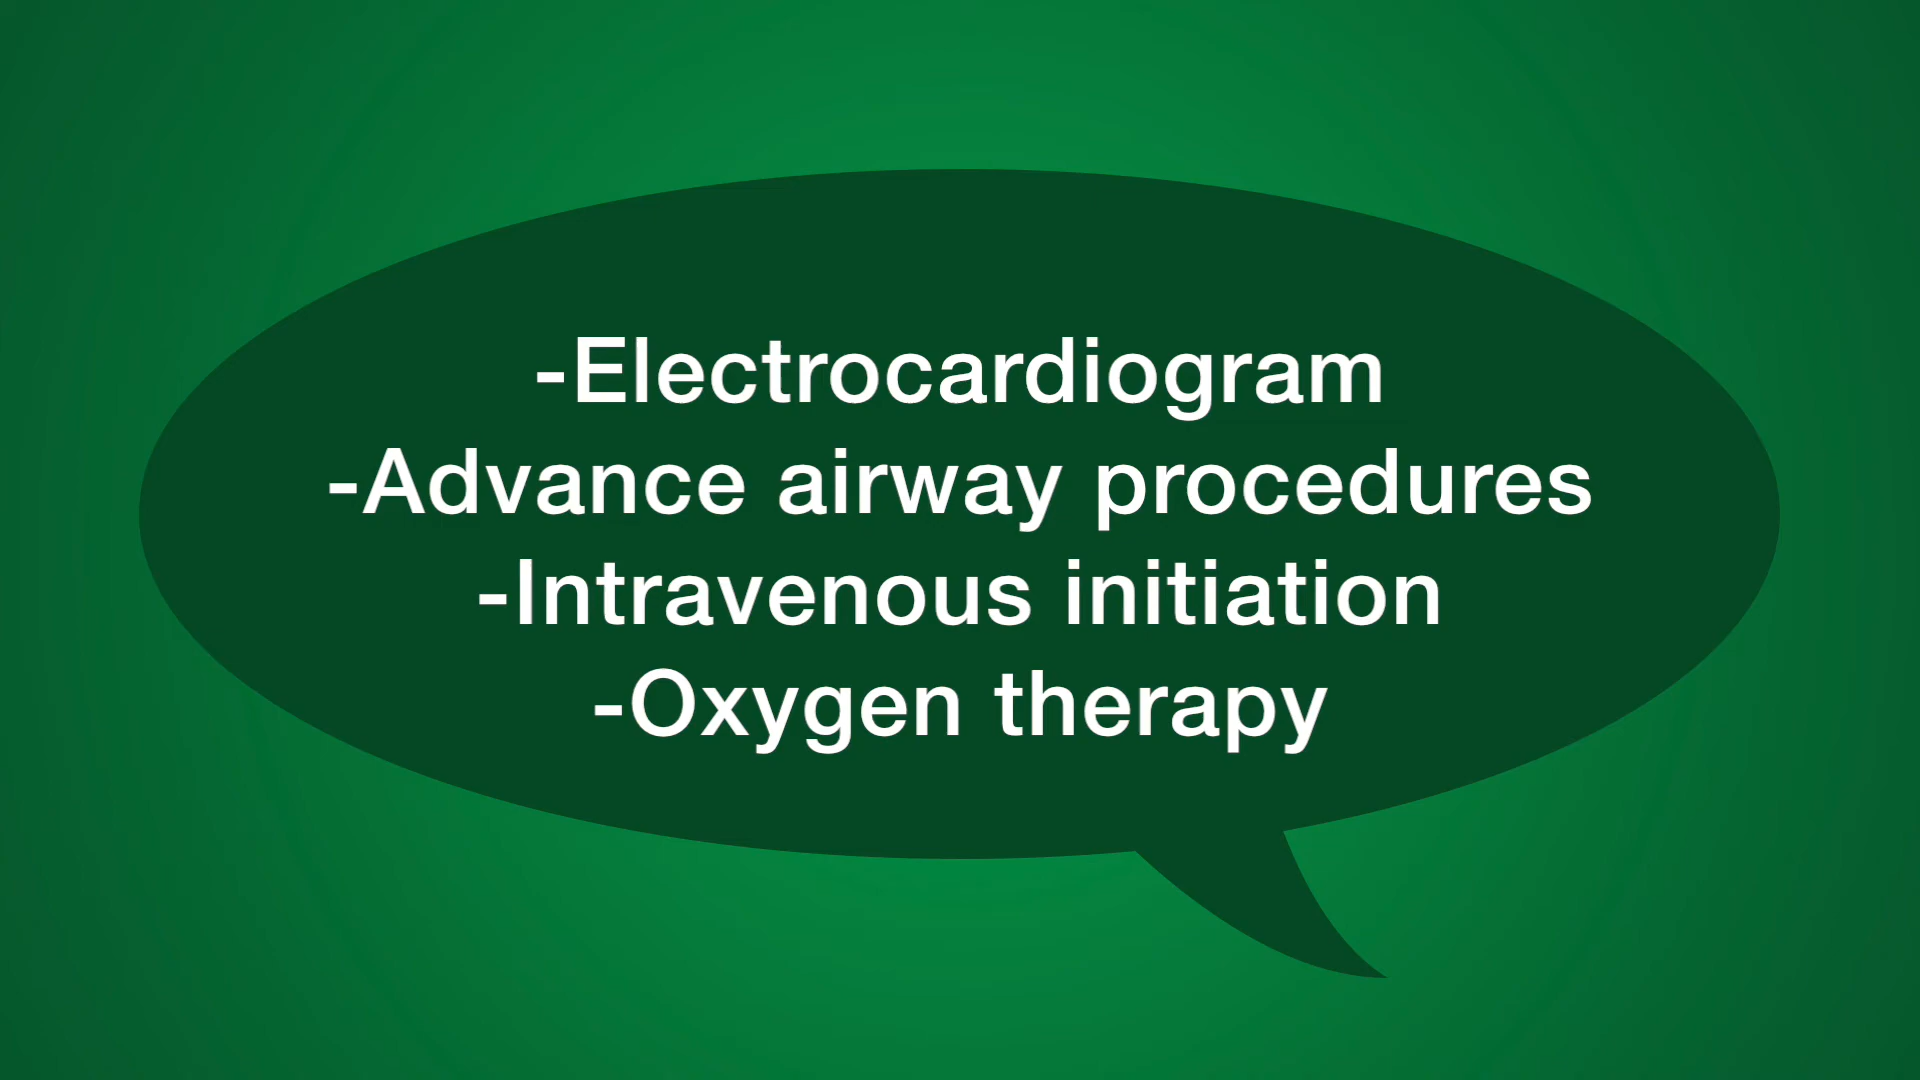 -Electrocardiogram
-Advance airway procedures
-Intravenous initiation
-Oxygen therapy